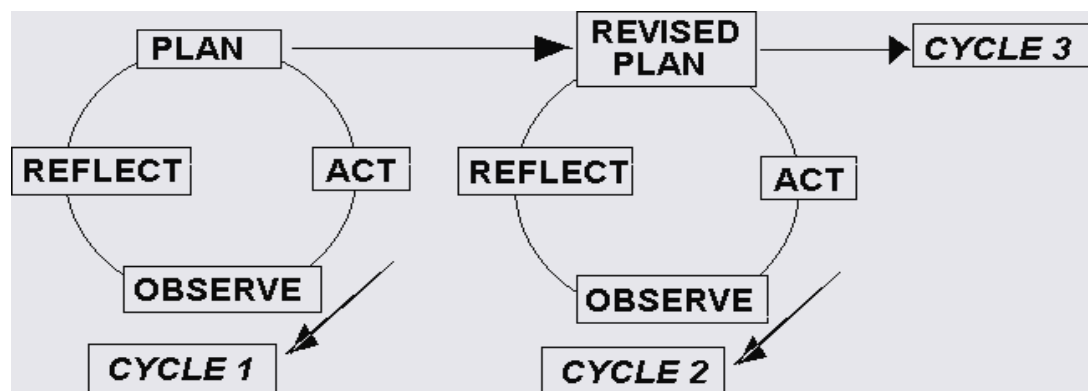 PLAN
REFLECT
ACT
OBSERVE
CYCLE 1
REVISED
PLAN
REFLECT
ACT
OBSERVE
CYCLE 2
CYCLE 3